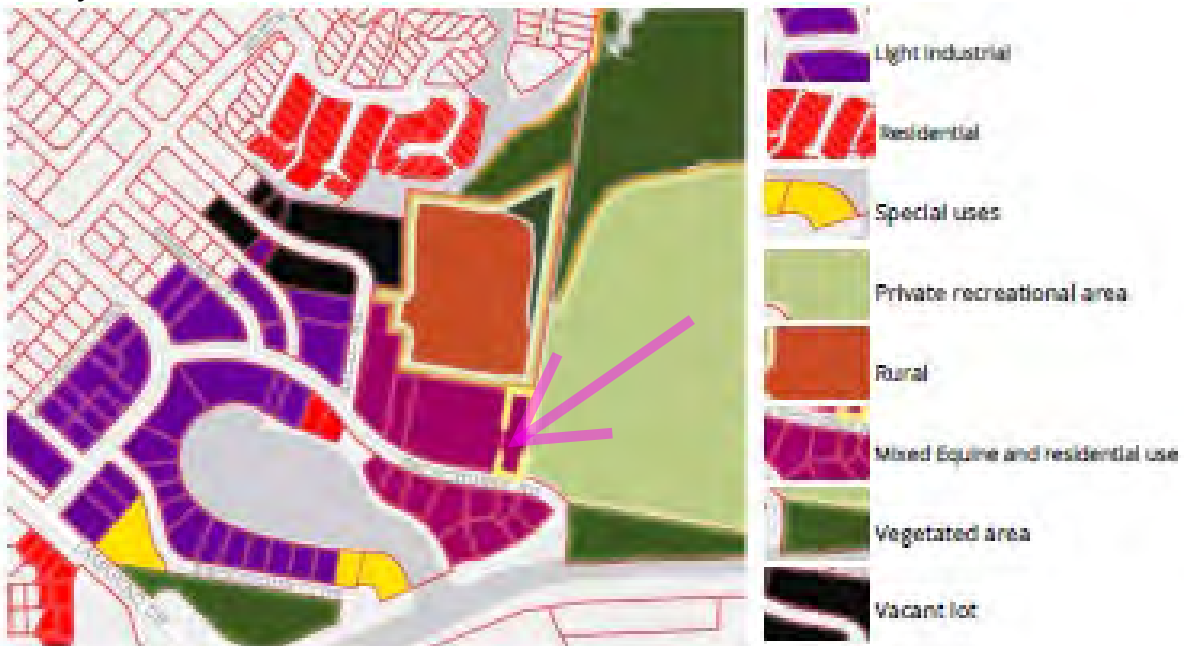 Light Industrial
Residential
Special uses
Private recreational area
Rural
Mixed Equine and residential use
Vegetated area
Vacant lot